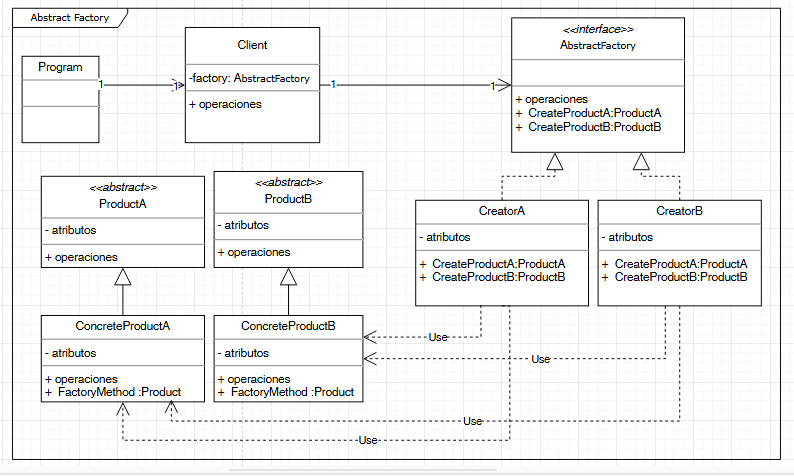 Abstract Factory
Program
1
1
Client
-factory: AbstractFactory
+ operaciones
1
1
<<interface>>
AbstractFactory
+ operaciones
+ CreateProductA:ProductA
+ CreateProductB:ProductB
<<abstract>>
ProductA
- atributos
+ operaciones
<<abstract>>
ProductB
- atributos
+ operaciones
CreatorA
- atributos
+ CreateProductA:ProductA
+ CreateProductB:ProductB
CreatorB
- atributos
+ CreateProductA:ProductA
+ CreateProductB:ProductB
ConcreteProductA
- atributos
+ operaciones
+ FactoryMethod :Product
ConcreteProductB
- atributos
+ operaciones
+ FactoryMethod :Product
Use
Use
Use
Use